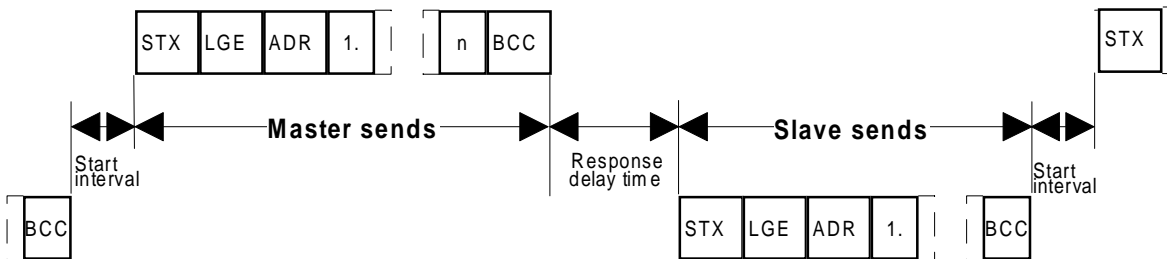 STX LGE ADR 1. n BCC STX
Master sends Slave sends
Start
interval
Response
delay time
Start
interval
BCC STX LGE ADR 1. BCC